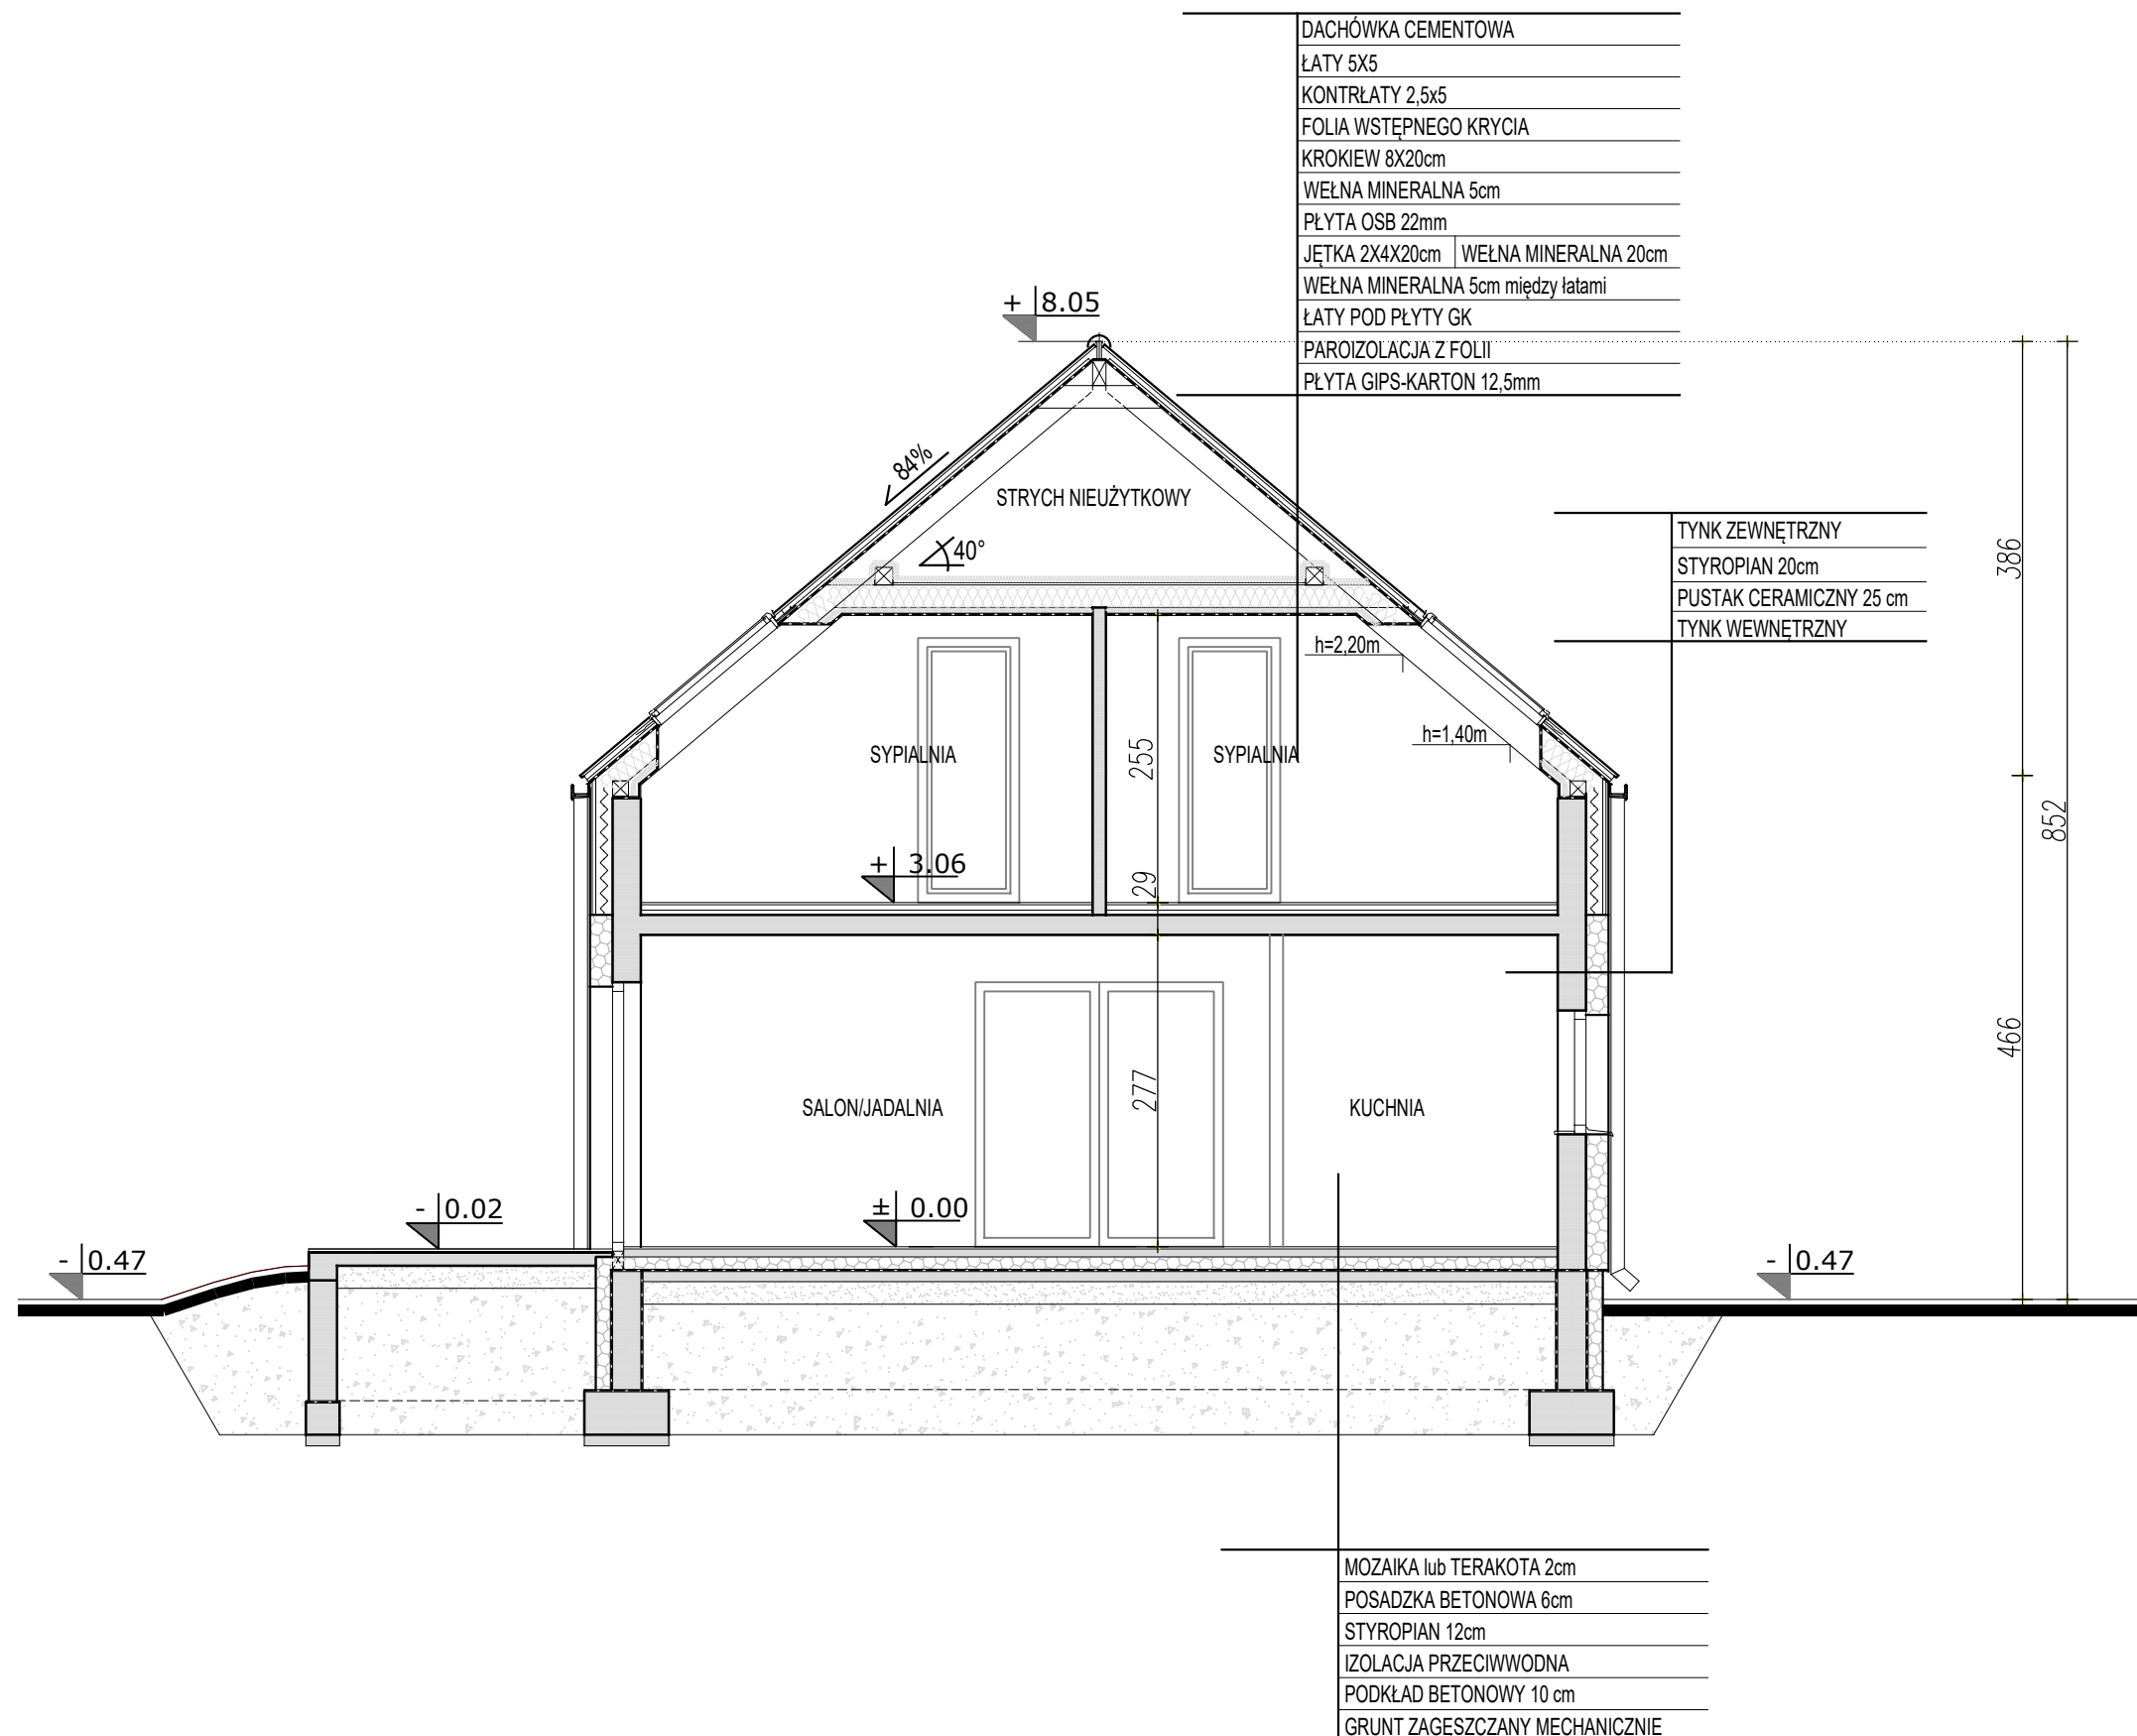 DACHÓWKA CEMENTOWA
ŁATY 5X5
KONTRŁATY 2,5x5
FOLIA WSTĘPNEGO KRYCIA
KROKIEW 8X20cm
WEŁNA MINERALNA 5cm
PŁYTA OSB 22mm
JĘTKA 2X4X20cm WEŁNA MINERALNA 20cm
WEŁNA MINERALNA 5cm między łatami
ŁATY POD PŁYTY GK
PAROIZOLACJA Z FOLII
PŁYTA GIPS-KARTON 12,5mm
+ 8.05
84%
STRYCH NIEUŻYTKOWY
40°
TYNK ZEWNĘTRZNY
STYROPIAN 20cm
PUSTAK CERAMICZNY 25 cm
TYNK WEWNĘTRZNY
386
h=2,20m
h=1,40m
SYPIALNIA
255
SYPIALNIA
852
+ 3.06
29
466
277
SALON/JADALNIA
KUCHNIA
- 0.02
± 0.00
- 0.47
- 0.47
MOZAIKA lub TERAKOTA 2cm
POSADZKA BETONOWA 6cm
STYROPIAN 12cm
IZOLACJA PRZECIWWODNA
PODKŁAD BETONOWY 10 cm
GRUNT ZAGĘSZCZANY MECHANICZNIE